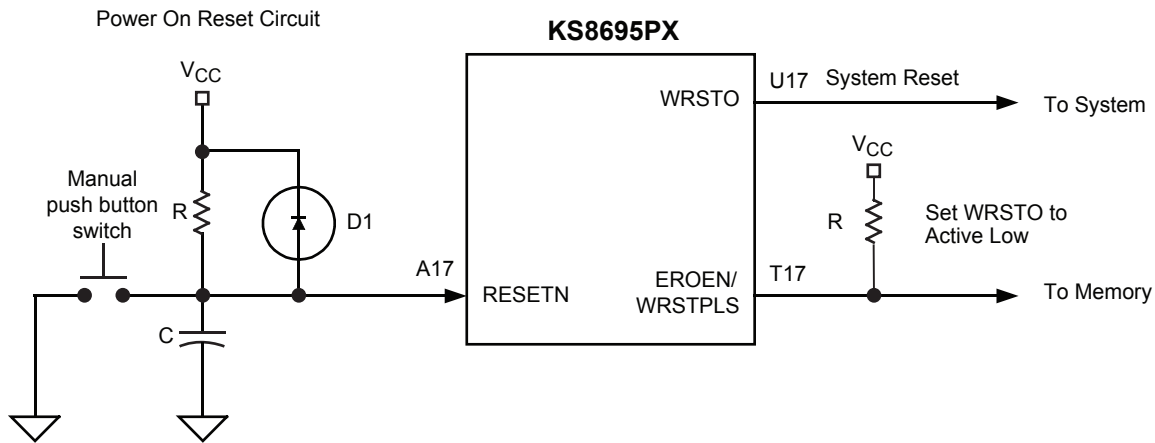 Power On Reset Circuit
KS8695PX
VCC
U17
System Reset
WRSTO
To System
VCC
Manual
push button
switch
R
D1
R
Set WRSTO to
Active Low
A17
T17
RESETN
EROEN/
WRSTPLS
To Memory
C